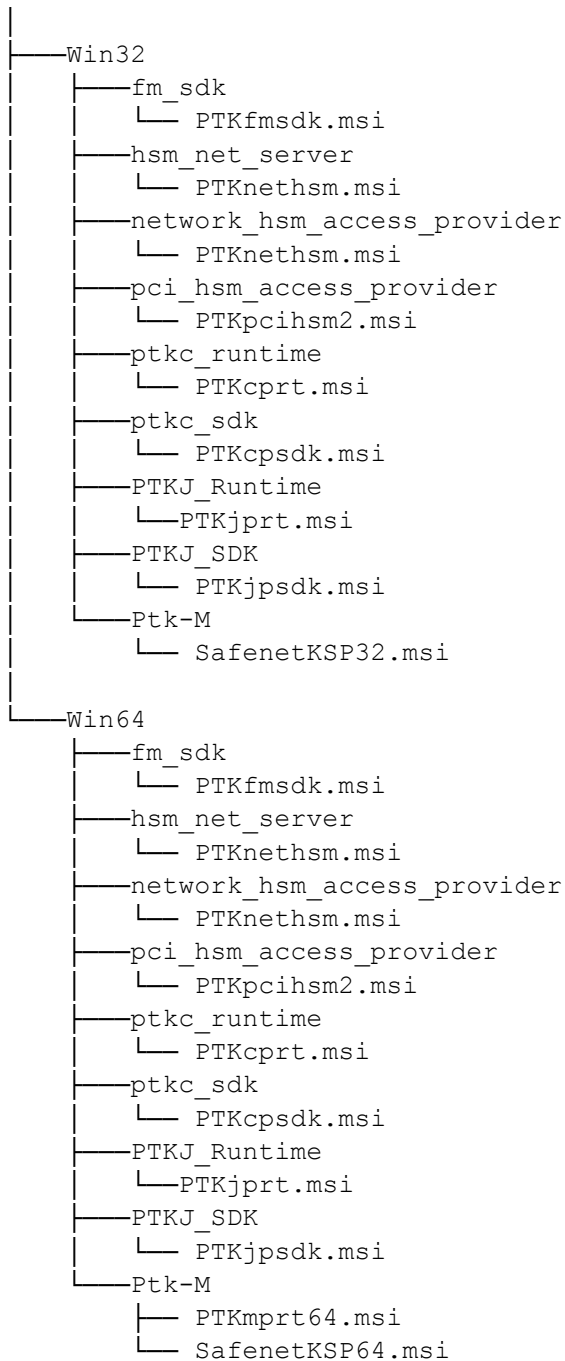 Win32
fm_sdk
PTKfmsdk.msi
hsm_net_server
PTKnethsm.msi
network_hsm_access_provider
PTKnethsm.msi
pci_hsm_access_provider
PTKpcihsm2.msi
ptkc_runtime
PTKcprt.msi
ptkc_sdk
PTKcpsdk.msi
PTKJ_Runtime
PTKjprt.msi
PTKJ_SDK
PTKjpsdk.msi
Ptk-M
SafenetKSP32.msi
Win64
fm_sdk
PTKfmsdk.msi
hsm_net_server
PTKnethsm.msi
network_hsm_access_provider
PTKnethsm.msi
pci_hsm_access_provider
PTKpcihsm2.msi
ptkc_runtime
PTKcprt.msi
ptkc_sdk
PTKcpsdk.msi
PTKJ_Runtime
PTKjprt.msi
PTKJ_SDK
PTKjpsdk.msi
Ptk-M
PTKmprt64.msi
SafenetKSP64.msi